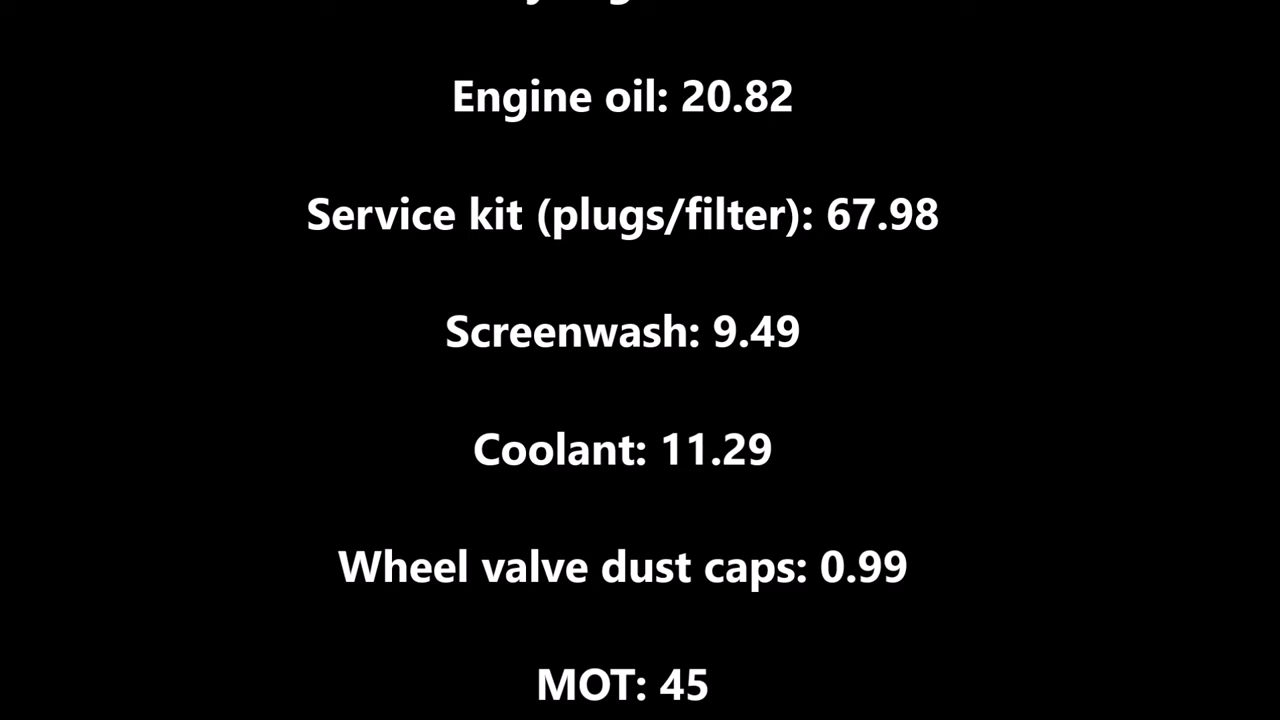 Engine oil: 20.82
Service kit (plugs/filter): 67.98
Screenwash: 9.49
Coolant: 11.29
Wheel valve dust caps: 0.99
MOT: 45